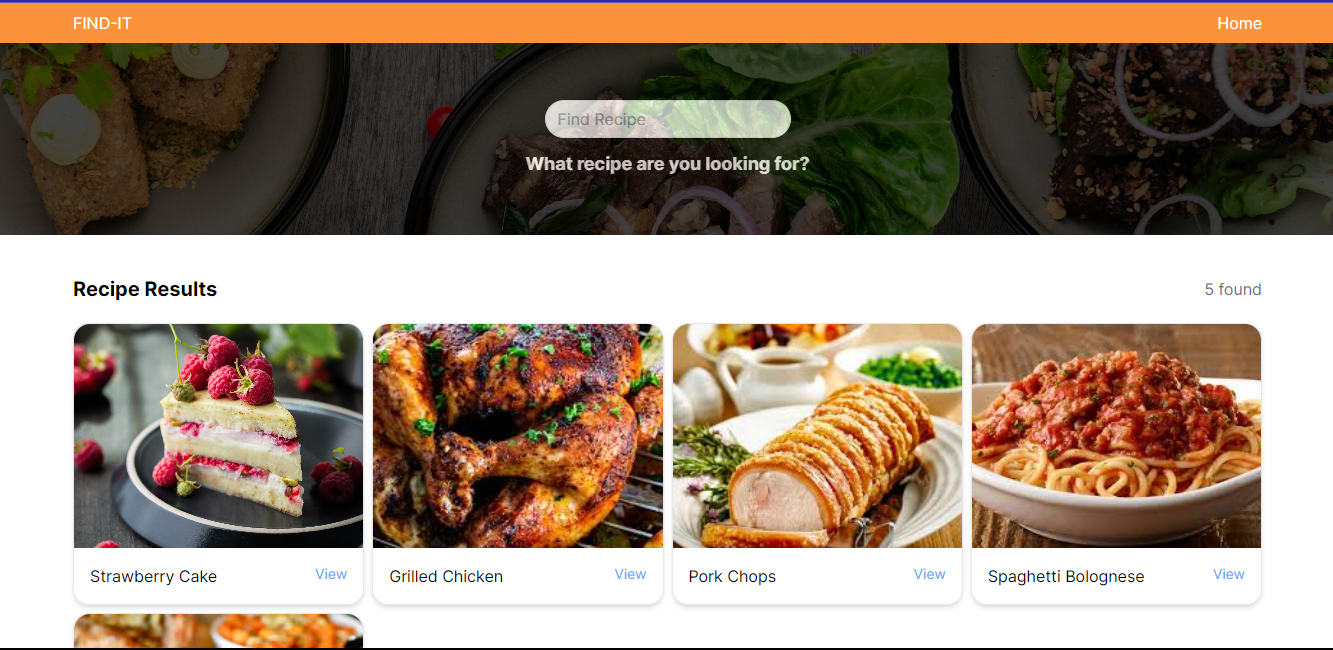 FIND-IT
Home
Find Recipe
What recipe are you looking for?
Recipe Results
5 found
Strawberry Cake
View
Grilled Chicken
View
Pork Chops
View
Spaghetti Bolognese
View